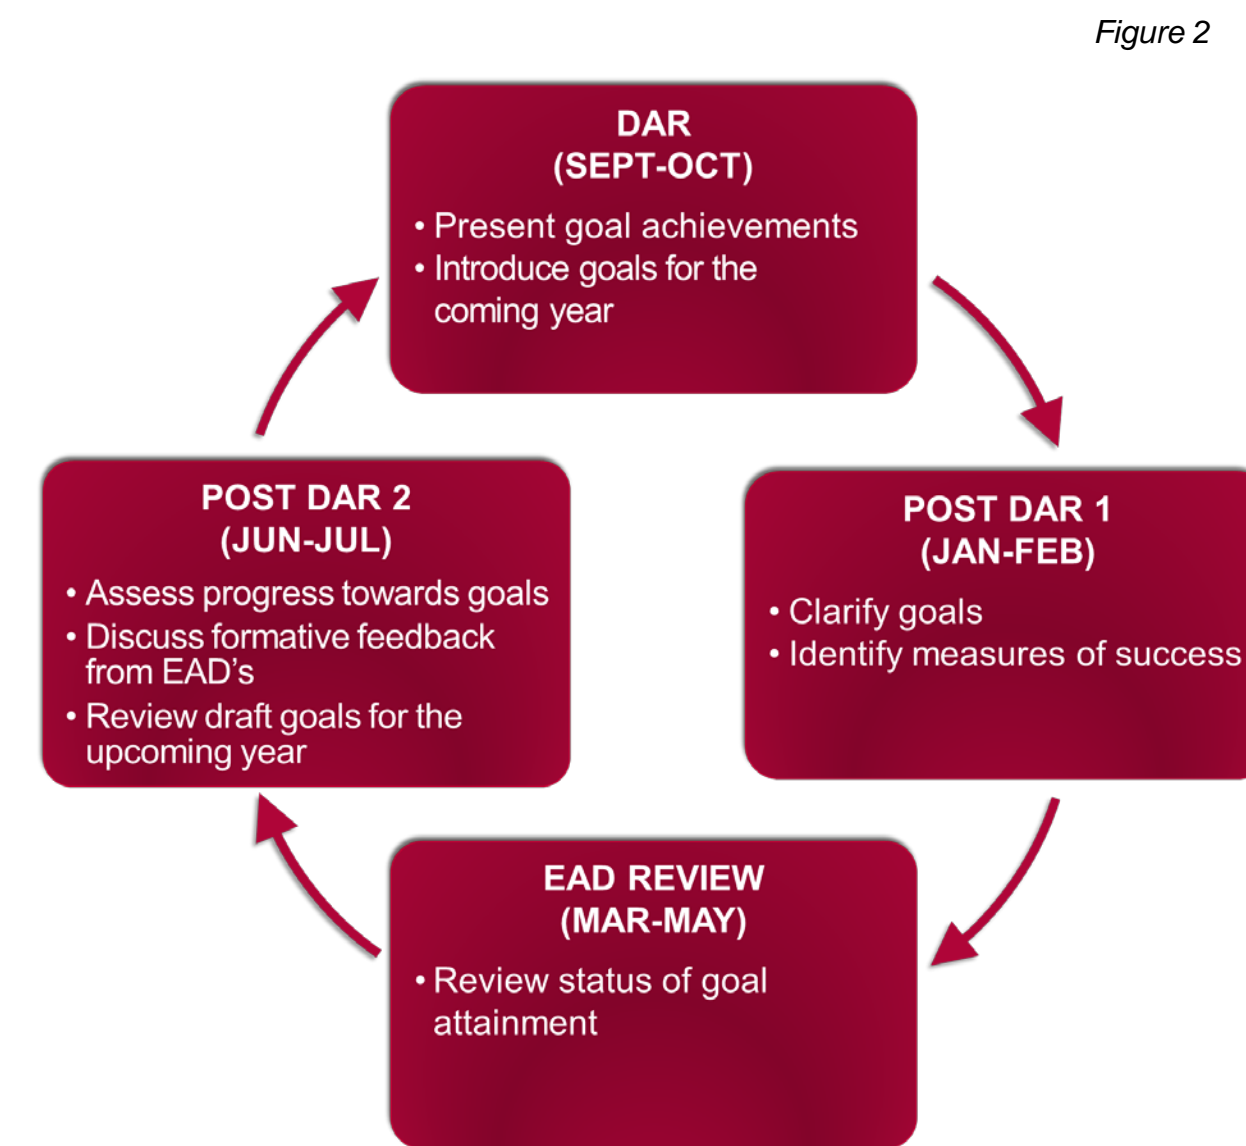 Figure 2
DAR
(SEPT-OCT)
• Present goal achievements
• Introduce goals for the
coming year
POST DAR 1
(JAN-FEB)
• Clarify goals
• Identify measures of success
EAD REVIEW
(MAR-MAY)
• Review status of goal
attainment
POST DAR 2
(JUN-JUL)
• Assess progress towards goals
• Discuss formative feedback
from EAD's
• Review draft goals for the
upcoming year